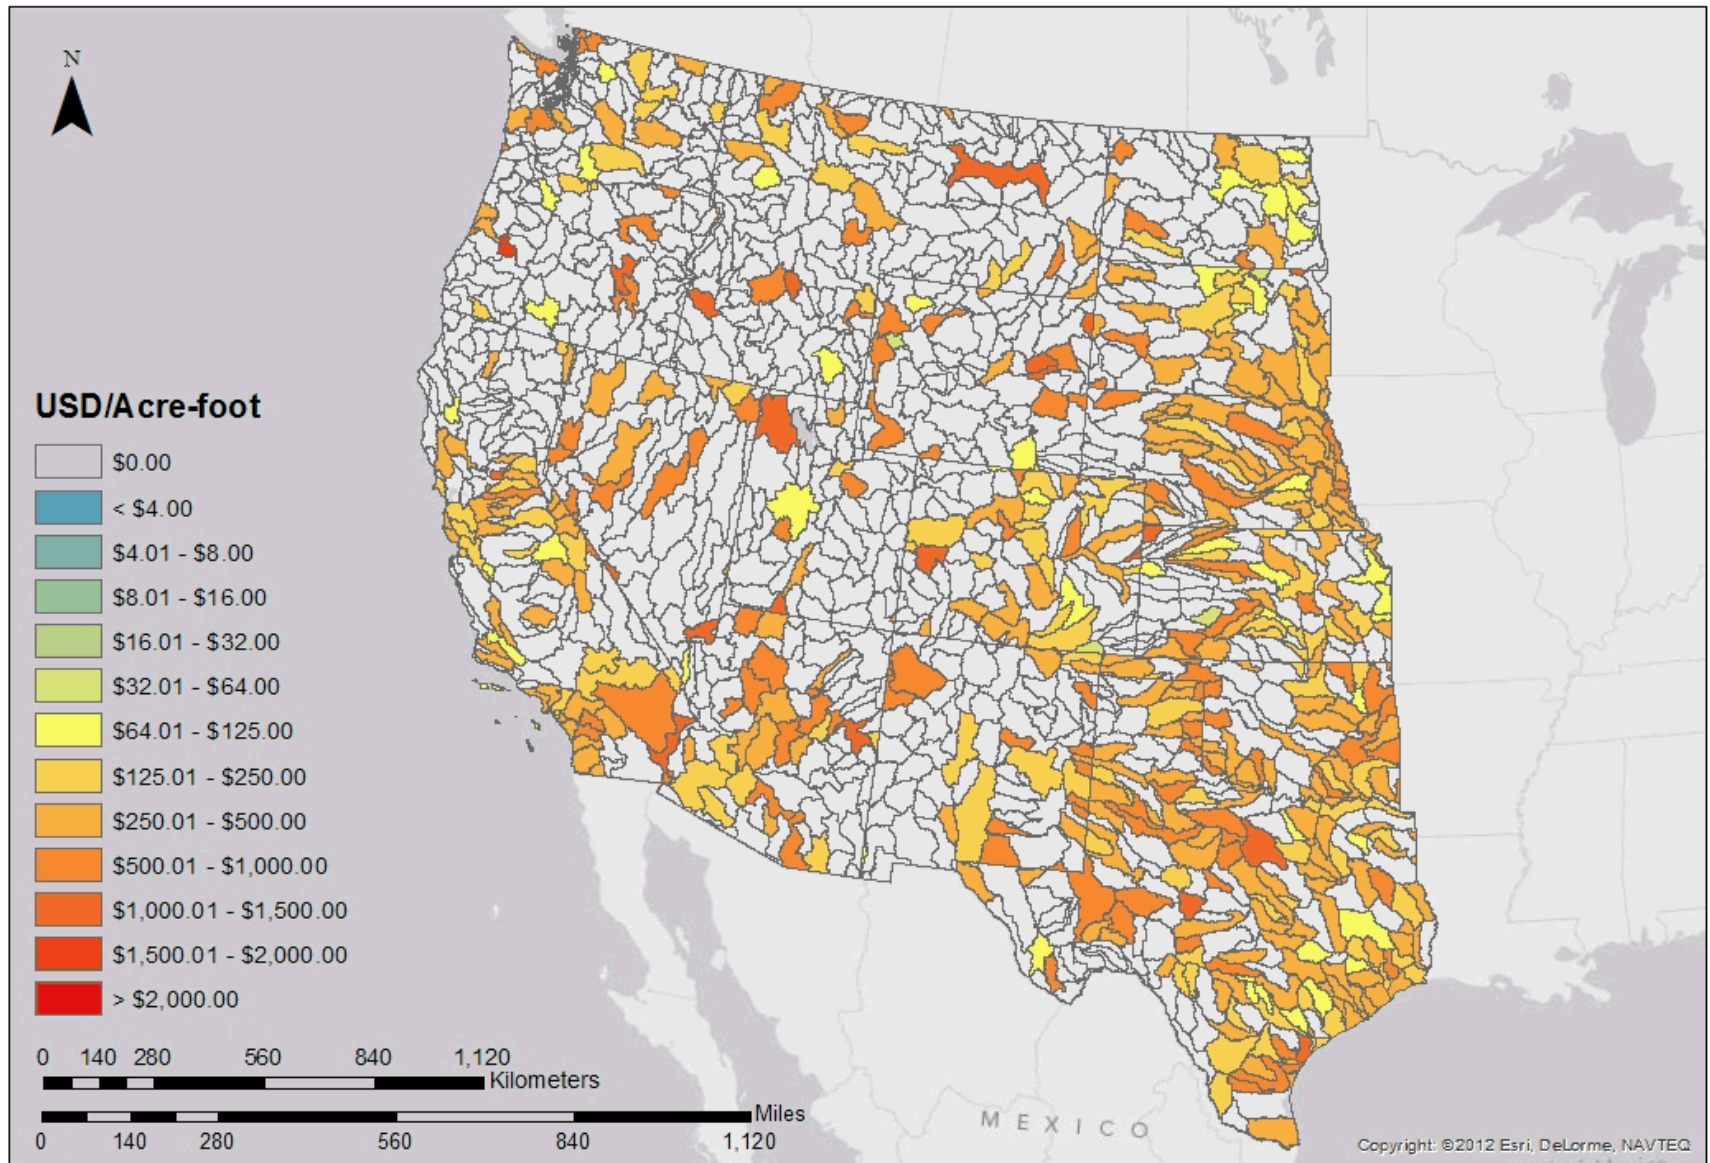 N
USD/Acre-foot
$0.00
< $4.00
$4.01 - $8.00
$8.01 - $16.00
$16.01 - $32.00
$32.01 - $64.00
$64.01 - $125.00
$125.01 - $250.00
$250.01 - $500.00
$500.01 - $1,000.00
$1,000.01 - $1,500.00
$1,500.01 - $2,000.00
> $2,000.00
0 140 280 560 840 1,120
Kilometers
Miles
0 140 280 560 840 1,120
MEXICO
Copyright: ©2012 Esri, DeLorme, NAVTEQ